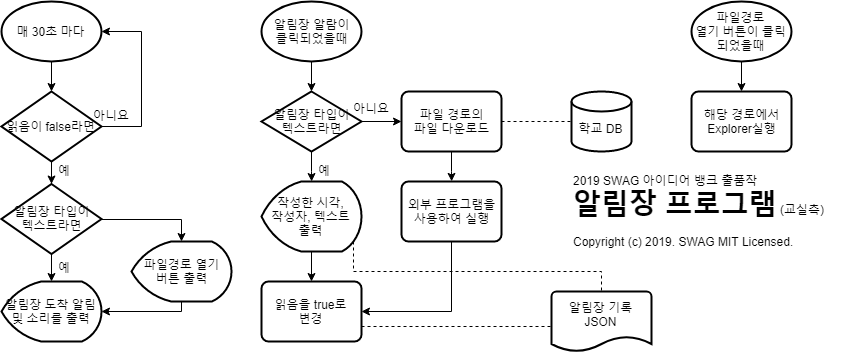 매 30초 마다
읽음이 false라면
아니요
예
알림장 타입이
텍스트라면
예
파일경로 열기
버튼 출력
알림장 도착 알림
및 소리를 출력
알림장 알람이
클릭되었을때
알림장 타입이
텍스트라면
아니요
예
파일 경로의
파일 다운로드
학교 DB
작성한 시각,
작성자, 텍스트
출력
외부 프로그램을
사용하여 실행
읽음을 true로
변경
알림장 기록
JSON
파일경로
열기 버튼이 클릭
되었을때
해당 경로에서
Explorer실행
2019 SWAG 아이디어 뱅크 출품작
알림장 프로그램 (교실측)
Copyright (c) 2019. SWAG MIT Licensed.